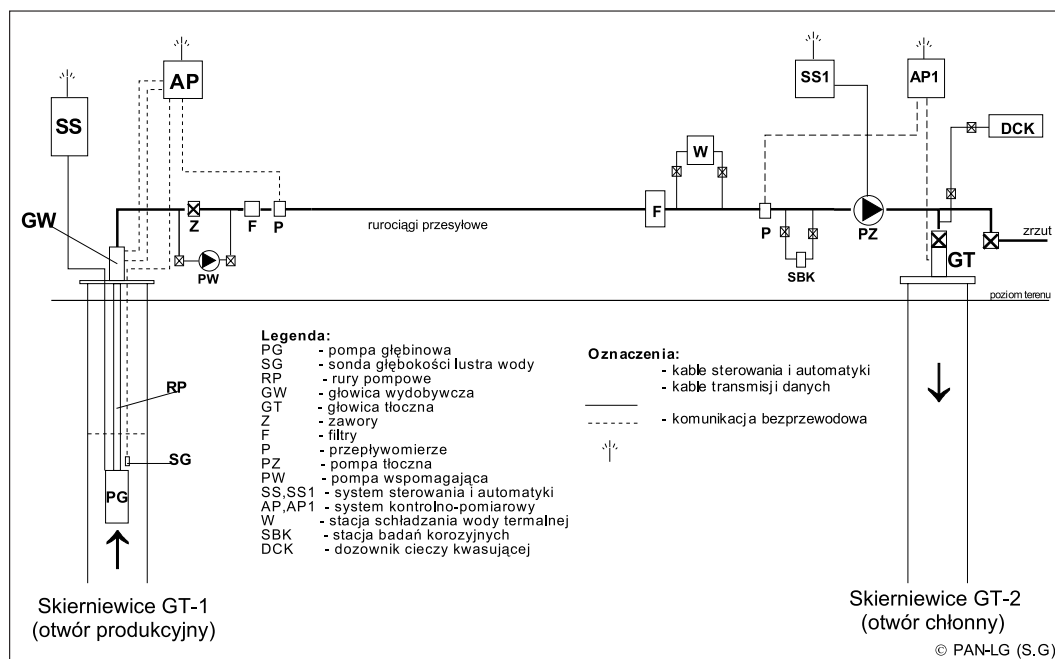 AP
SS
SS1
AP1
DCK
W
GW
Z
F
P
rurociągi przesyłowe
F
P
PZ
zrzut
PW
SBK
GT
poziom terenu
Legenda:
PG - pompa głębinowa
SG - sonda głębokości lustra wody
RP - rury pompowe
GW - głowica wydobywcza
GT - głowica tłoczna
Z - zawory
F - filtry
P - przepływomierze
PZ - pompa tłoczna
PW - pompa wspomagająca
SS,SS1 - system sterowania i automatyki
AP,AP1 - system kontrolno-pomiarowy
W - stacja schładzania wody termalnej
SBK - stacja badań korozyjnych
DCK - dozownik cieczy kwasującej
Oznaczenia:
- kable sterowania i automatyki
- kable transmisji danych
- komunikacja bezprzewodowa
RP
SG
PG
Skierniewice GT-1
(otwór produkcyjny)
Skierniewice GT-2
(otwór chłonny)
© PAN-LG (S.G)